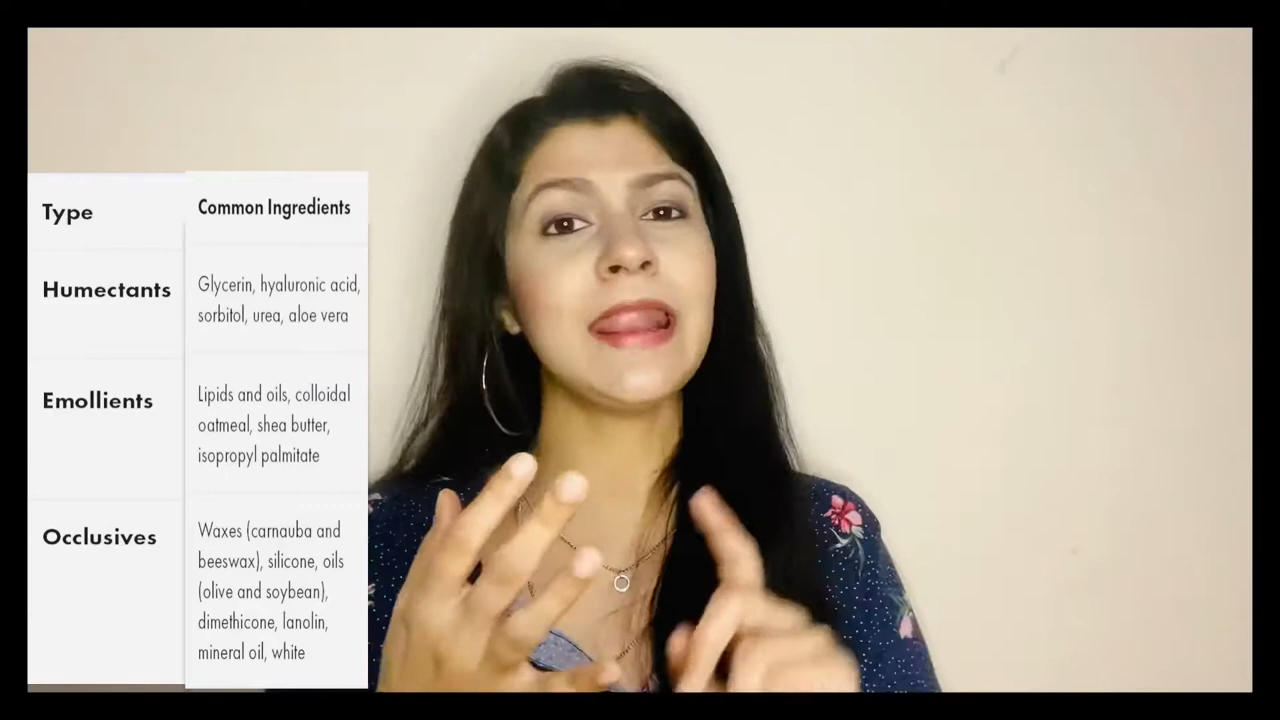 Type
Common Ingredients
Humectants
Glycerin, hyaluronic acid,
sorbitol, urea, aloe vera
Emollients
Lipids and oils, colloidal
oatmeal, shea butter,
isopropyl palmitate
Occlusives
Waxes (carnauba and
beeswax), silicone, oils
(olive and soybean),
dimethicone, lanolin,
mineral oil, white